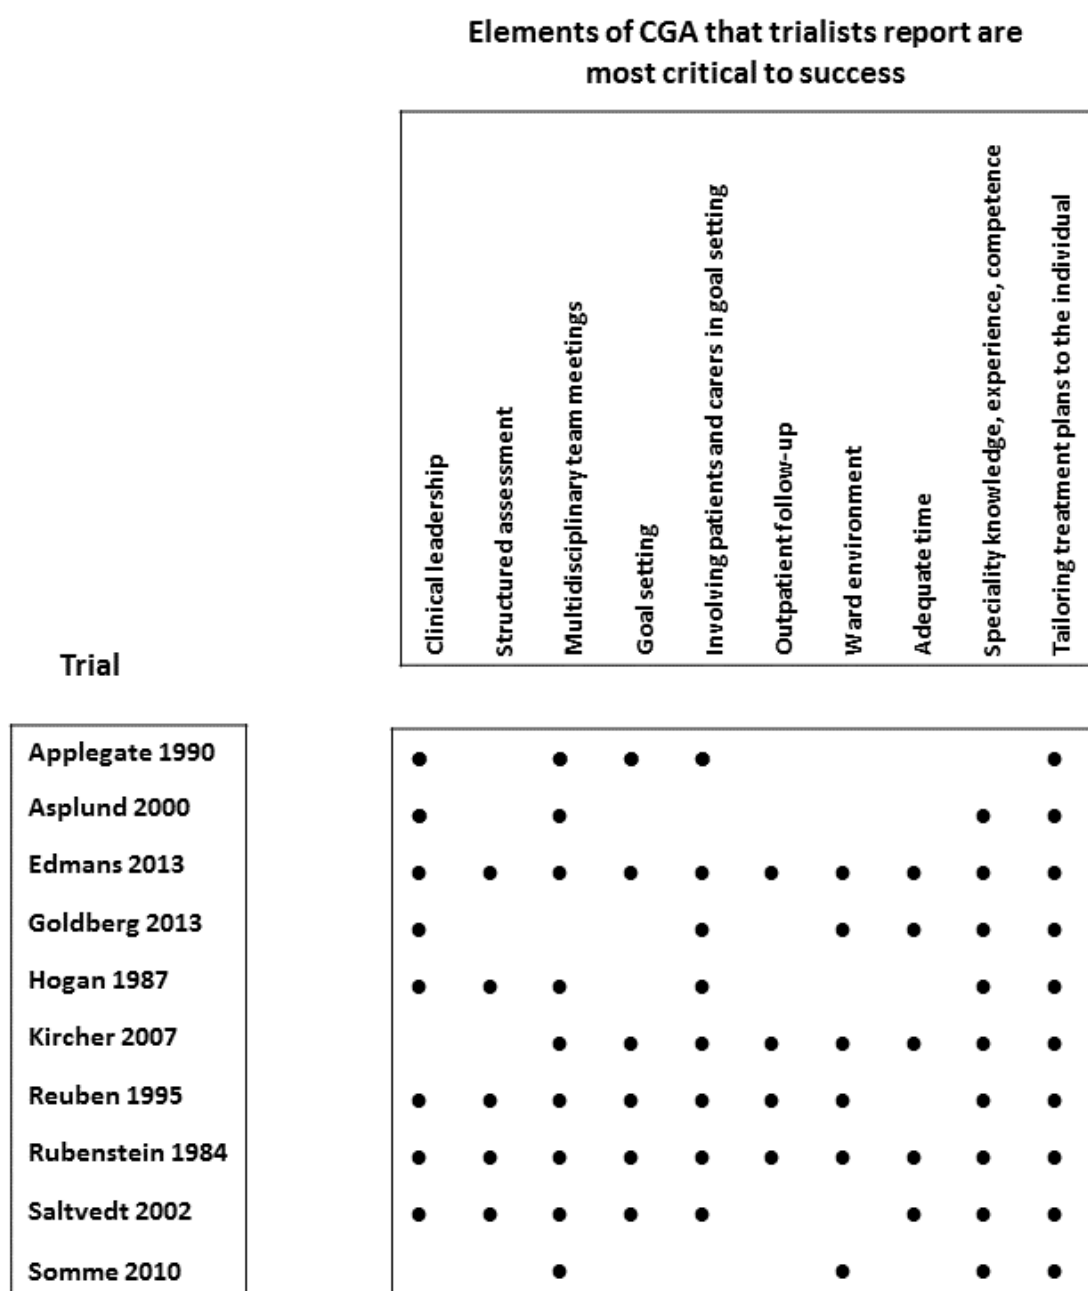 Elements of CGA that trialists report are
most critical to success
Clinical leadership
Structured assessment
Multidisciplinary team meetings
Goal setting
Involving patients and carers in goal setting
Outpatient follow-up
Ward environment
Adequate time
Speciality knowledge, experience, competence
Tailoring treatment plans to the individual
Trial
Applegate 1990
Asplund 2000
Edmans 2013
Goldberg 2013
Hogan 1987
Kircher 2007
Reuben 1995
Rubenstein 1984
Saltvedt 2002
Somme 2010